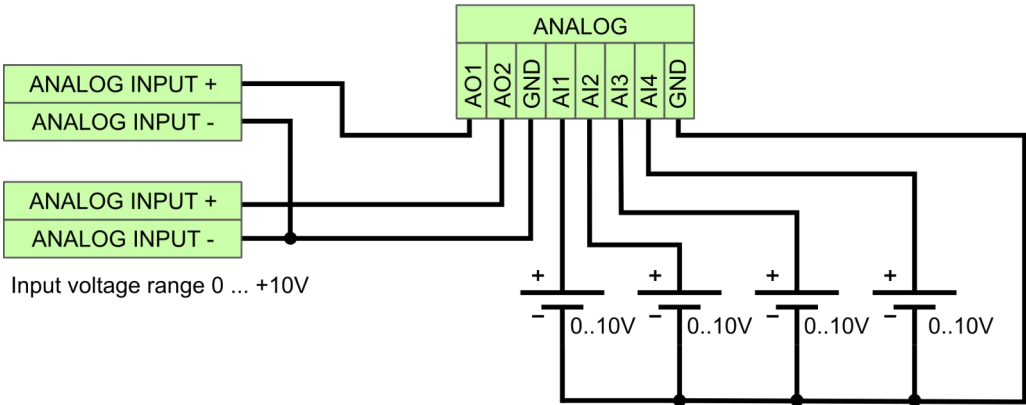 ANALOG
AO1 AO2 GND AI1 AI2 AI3 AI4 GND
ANALOG INPUT +
ANALOG INPUT -
ANALOG INPUT +
ANALOG INPUT -
Input voltage range 0 ... +10V
+ + + +
− − − −
0..10V 0..10V 0..10V 0..10V